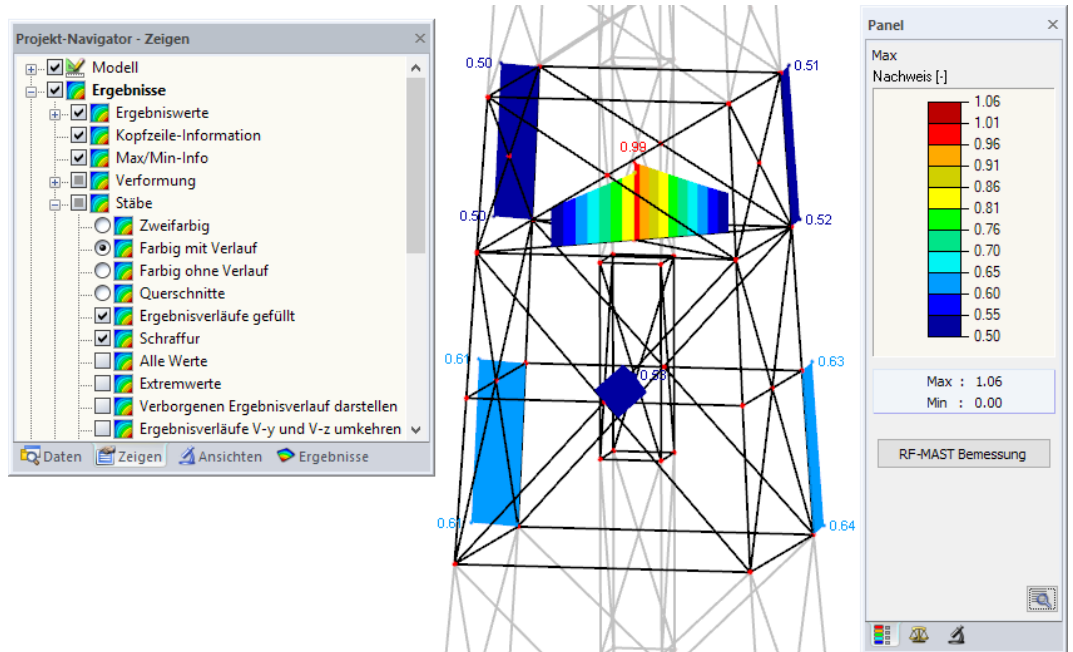 Projekt-Navigator - Zeigen
Modell
Ergebnisse
Ergebniswerte
Kopfzeile-Information
Max/Min-Info
Verformung
Stäbe
Zweifarbig
Farbig mit Verlauf
Farbig ohne Verlauf
Querschnitte
Ergebnisverläufe gefüllt
Schraffur
Alle Werte
Extremwerte
Verborgenen Ergebnisverlauf darstellen
Ergebnisverläufe V-y und V-z umkehren
Daten Zeigen Ansichten Ergebnisse
0.50
0.51
0.99
0.50
0.52
0.61
0.63
0.61
0.64
Panel
Max
Nachweis [-]
1.06
1.01
0.96
0.91
0.86
0.81
0.76
0.70
0.65
0.60
0.55
0.50
Max : 1.06
Min : 0.00
RF-MAST Bemessung